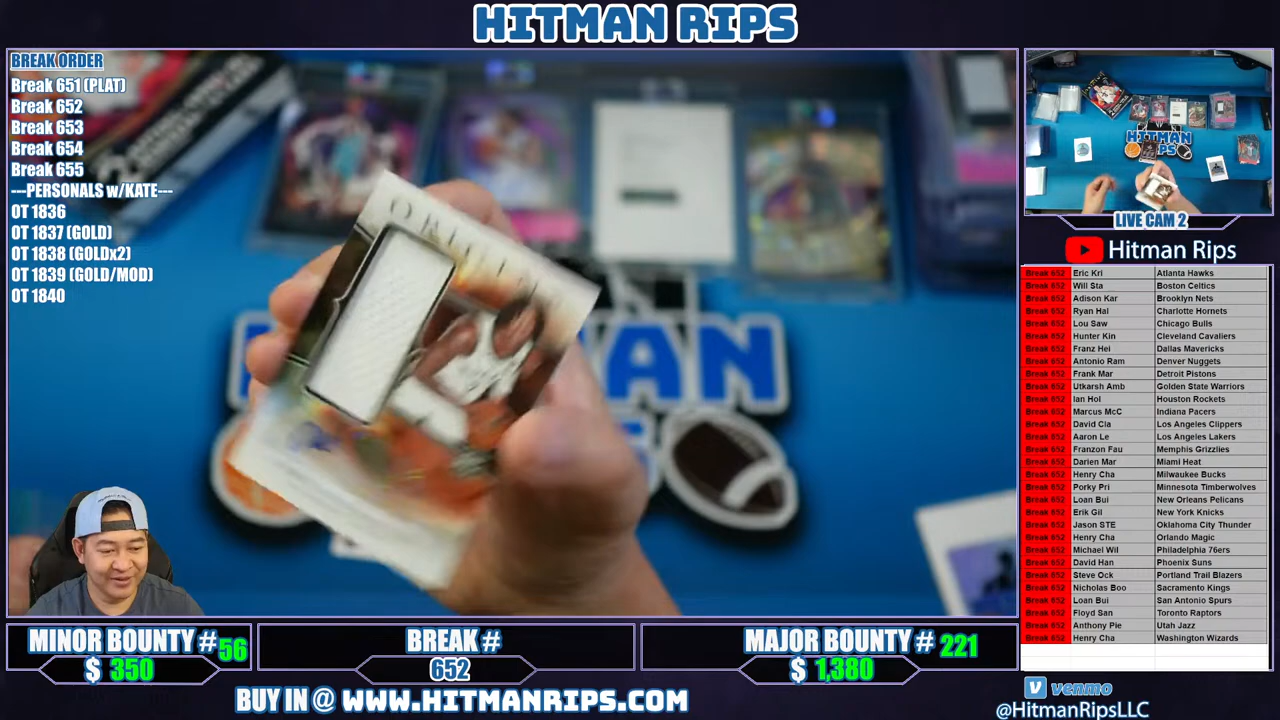 HITMAN RIPS
BREAK ORDER
Break 651 (PLAT)
Break 652
Break 653
Break 654
Break 655
---PERSONALS w/KATE---
OT 1836
OT 1837 (GOLD)
OT 1838 (GOLDx2)
OT 1839 (GOLD/MOD)
OT 1840
HITMAN
LIVE CAM 2
Hitman Rips
Break 652 Eric Kri Atlanta Hawks
Break 652 Will Sta Boston Celtics
Break 652 Adison Kar Brooklyn Nets
Break 652 Ryan Hal Charlotte Hornets
Break 652 Lou Saw Chicago Bulls
Break 652 Hunter Kin Cleveland Cavaliers
Break 652 Franz Hei Dallas Mavericks
Break 652 Antonio Ram Denver Nuggets
Break 652 Frank Mar Detroit Pistons
Break 652 Utkarsh Amb Golden State Warriors
Break 652 Ian Hol Houston Rockets
Break 652 Marcus McC Indiana Pacers
Break 652 David Cla Los Angeles Clippers
Break 652 Aaron Le Los Angeles Lakers
Break 652 Franzon Fau Memphis Grizzlies
Break 652 Darien Mar Miami Heat
Break 652 Henry Cha Milwaukee Bucks
Break 652 Porky Pri Minnesota Timberwolves
Break 652 Loan Bui New Orleans Pelicans
Break 652 Erik Gil New York Knicks
Break 652 Jason STE Oklahoma City Thunder
Break 652 Henry Cha Orlando Magic
Break 652 Michael Wil Philadelphia 76ers
Break 652 David Han Phoenix Suns
Break 652 Steve Ock Portland Trail Blazers
Break 652 Nicholas Boo Sacramento Kings
Break 652 Loan Bui San Antonio Spurs
Break 652 Floyd San Toronto Raptors
Break 652 Anthony Pie Utah Jazz
Break 652 Henry Cha Washington Wizards
MINOR BOUNTY # 56
$ 350
BREAK #
652
MAJOR BOUNTY # 221
$ 1,380
BUY IN @ WWW.HITMANRIPS.COM
venmo
@HitmanRipsLLC